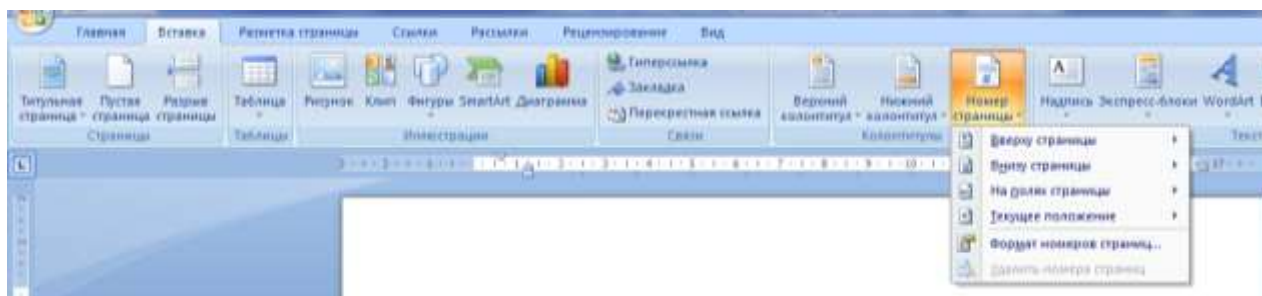 Главная Вставка Разметка страницы Ссылки Рассылки Рецензирование Вид
Титульная страница
Пустая страница
Разрыв страницы
Таблица
Рисунок
Клип
Фигуры
SmartArt
Диаграмма
Гиперссылка
Закладка
Перекрестная ссылка
Верхний колонтитул
Нижний колонтитул
Номер страницы
Надпись
Экспресс-блоки
WordArt
Страницы Таблицы Иллюстрации Связи Колонтитулы Текст
Вверху страницы
Внизу страницы
На полях страницы
Текущее положение
Формат номеров страниц...
Удалить номера страниц